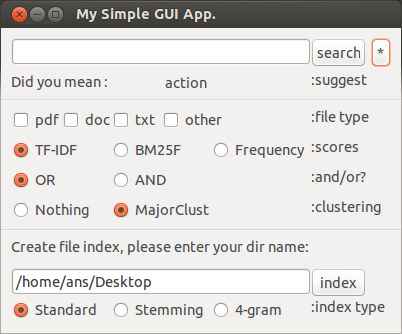 My Simple GUI App.
search *
Did you mean : action :suggest
pdf doc txt other :file type
TF-IDF BM25F Frequency :scores
OR AND :and/or?
Nothing MajorClust :clustering
Create file index, please enter your dir name:
/home/ans/Desktop index
Standard Stemming 4-gram :index type